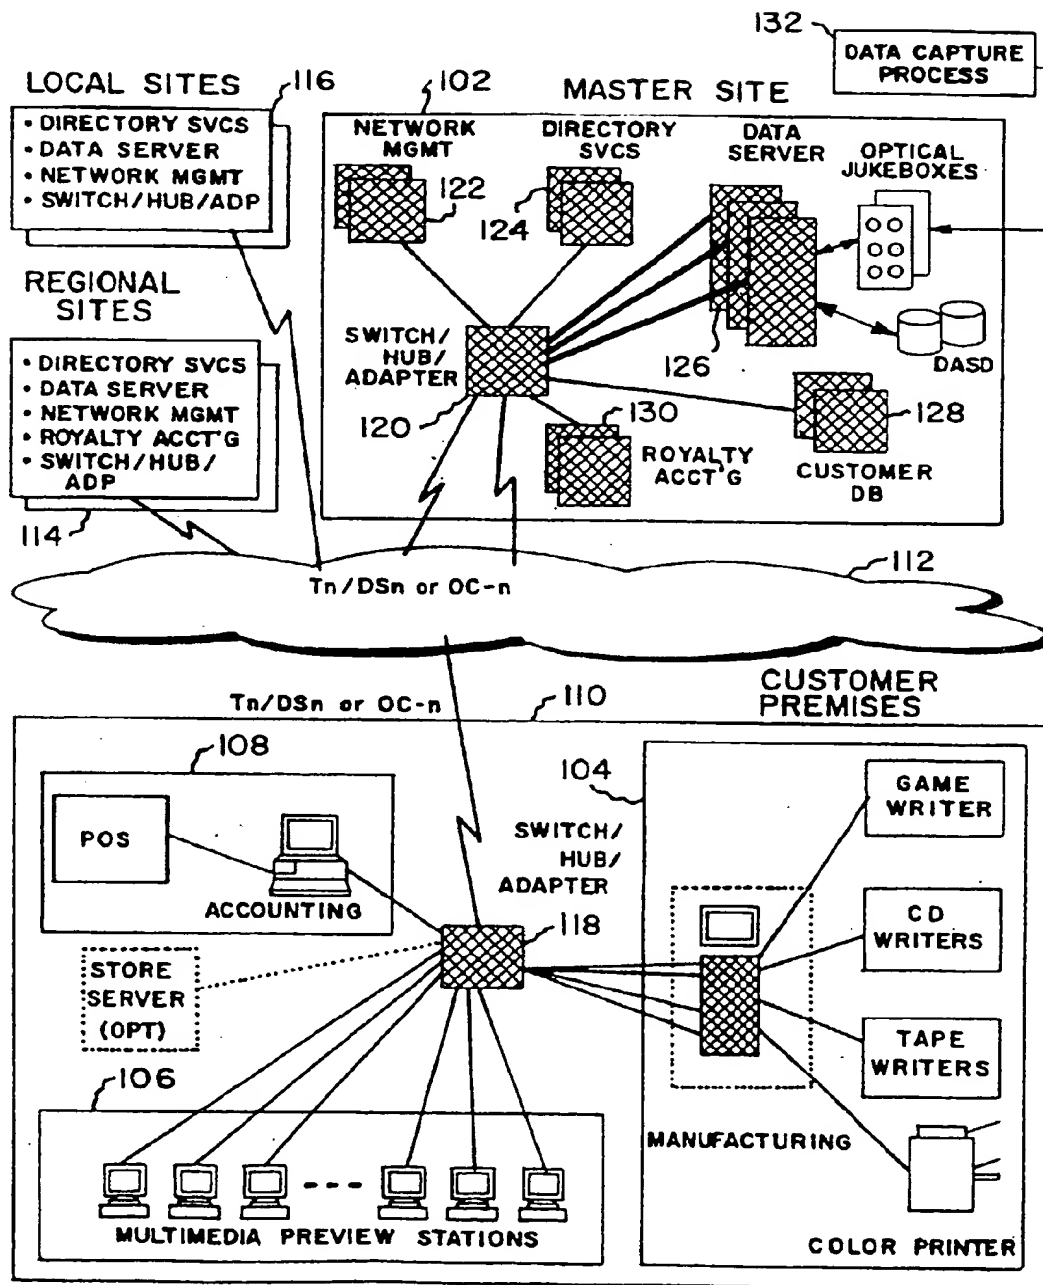 132
DATA CAPTURE
PROCESS
LOCAL SITES
116
• DIRECTORY SVCS
• DATA SERVER
• NETWORK MGMT
• SWITCH/HUB/ADP
102
MASTER SITE
NETWORK
MGMT
122
DIRECTORY
SVCS
124
DATA
SERVER
126
OPTICAL
JUKEBOXES
DASD
REGIONAL
SITES
• DIRECTORY SVCS
• DATA SERVER
• NETWORK MGMT
• ROYALTY ACCT'G
• SWITCH/HUB/
ADP
114
SWITCH/
HUB/
ADAPTER
120
130
ROYALTY
ACCT'G
128
CUSTOMER
DB
112
Tn/DSn or OC-n
Tn/DSn or OC-n
110
CUSTOMER
PREMISES
108
POS
ACCOUNTING
SWITCH/
HUB/
ADAPTER
118
STORE
SERVER
(OPT)
106
MULTIMEDIA PREVIEW STATIONS
104
GAME
WRITER
CD
WRITERS
TAPE
WRITERS
MANUFACTURING
COLOR PRINTER